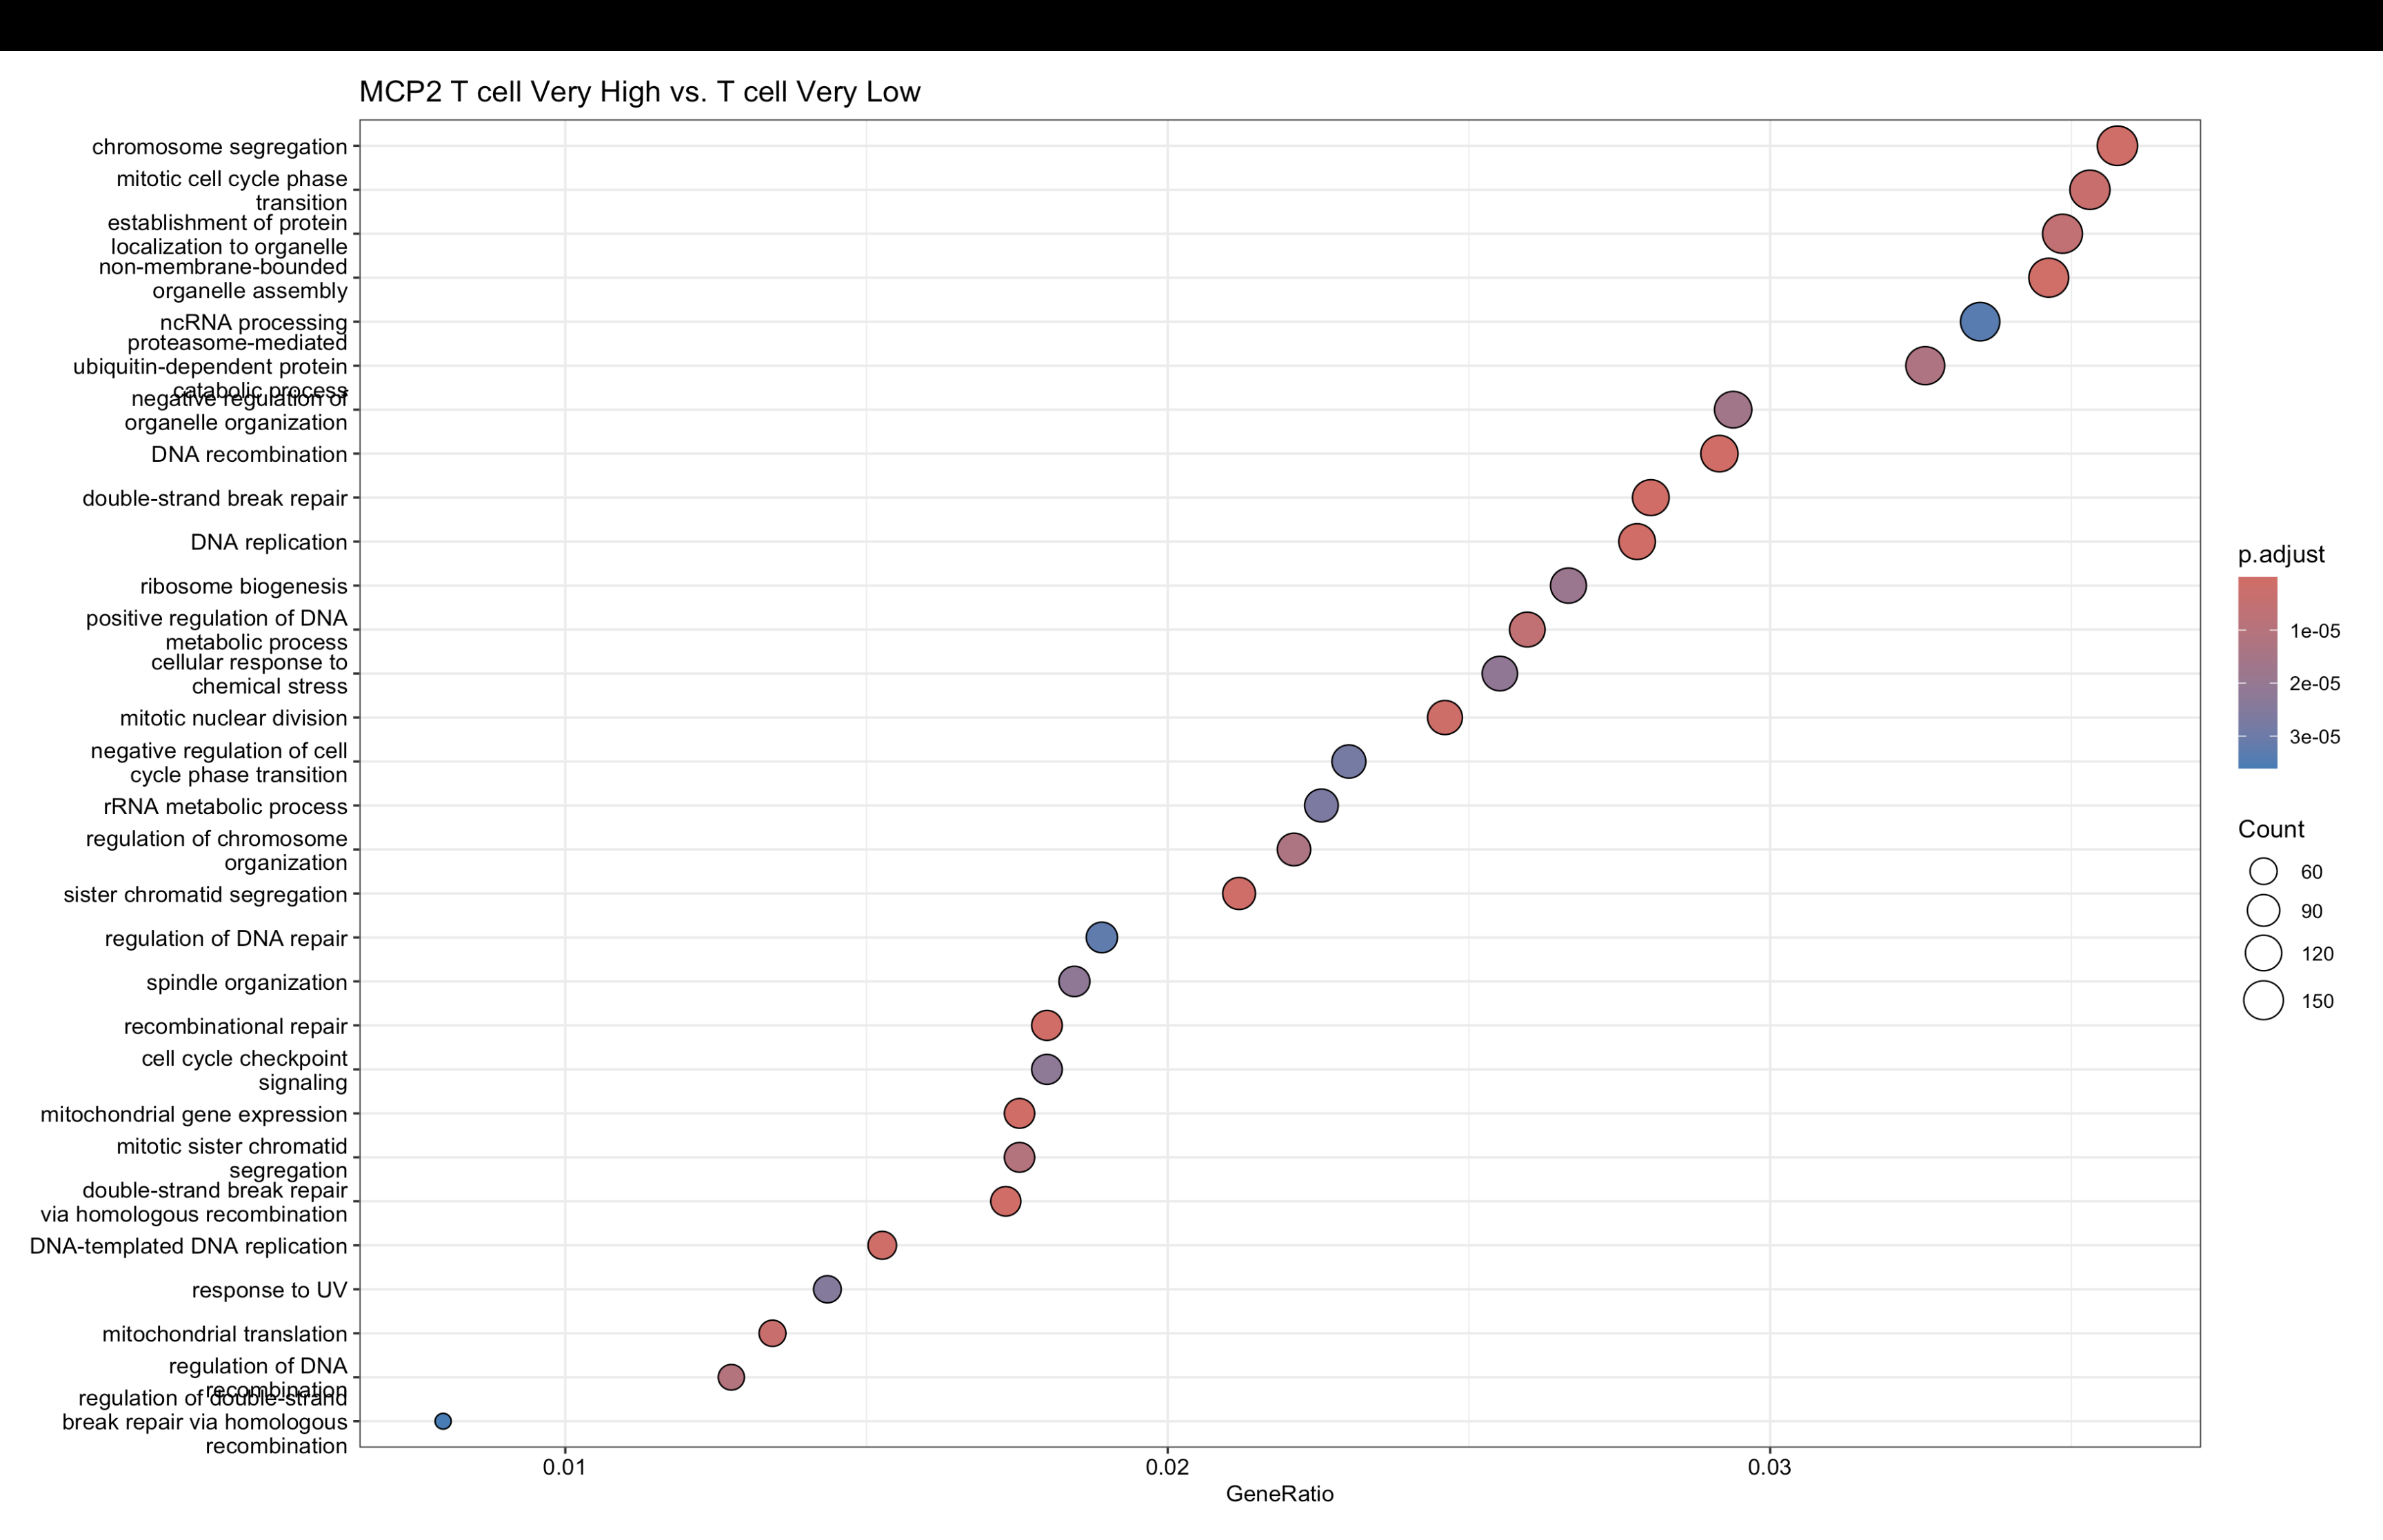 MCP2 T cell Very High vs. T cell Very Low
chromosome segregation
mitotic cell cycle phase
transition
establishment of protein
localization to organelle
non-membrane-bounded
organelle assembly
ncRNA processing
proteasome-mediated
ubiquitin-dependent protein
catabolic process
negative regulation of
organelle organization
DNA recombination
double-strand break repair
DNA replication
ribosome biogenesis
positive regulation of DNA
metabolic process
cellular response to
chemical stress
mitotic nuclear division
negative regulation of cell
cycle phase transition
rRNA metabolic process
regulation of chromosome
organization
sister chromatid segregation
regulation of DNA repair
spindle organization
recombinational repair
cell cycle checkpoint
signaling
mitochondrial gene expression
mitotic sister chromatid
segregation
double-strand break repair
via homologous recombination
DNA-templated DNA replication
response to UV
mitochondrial translation
regulation of DNA
recombination
regulation of double-strand
break repair via homologous
recombination
0.01
0.02
0.03
GeneRatio
p.adjust
1e-05
2e-05
3e-05
Count
60
90
120
150